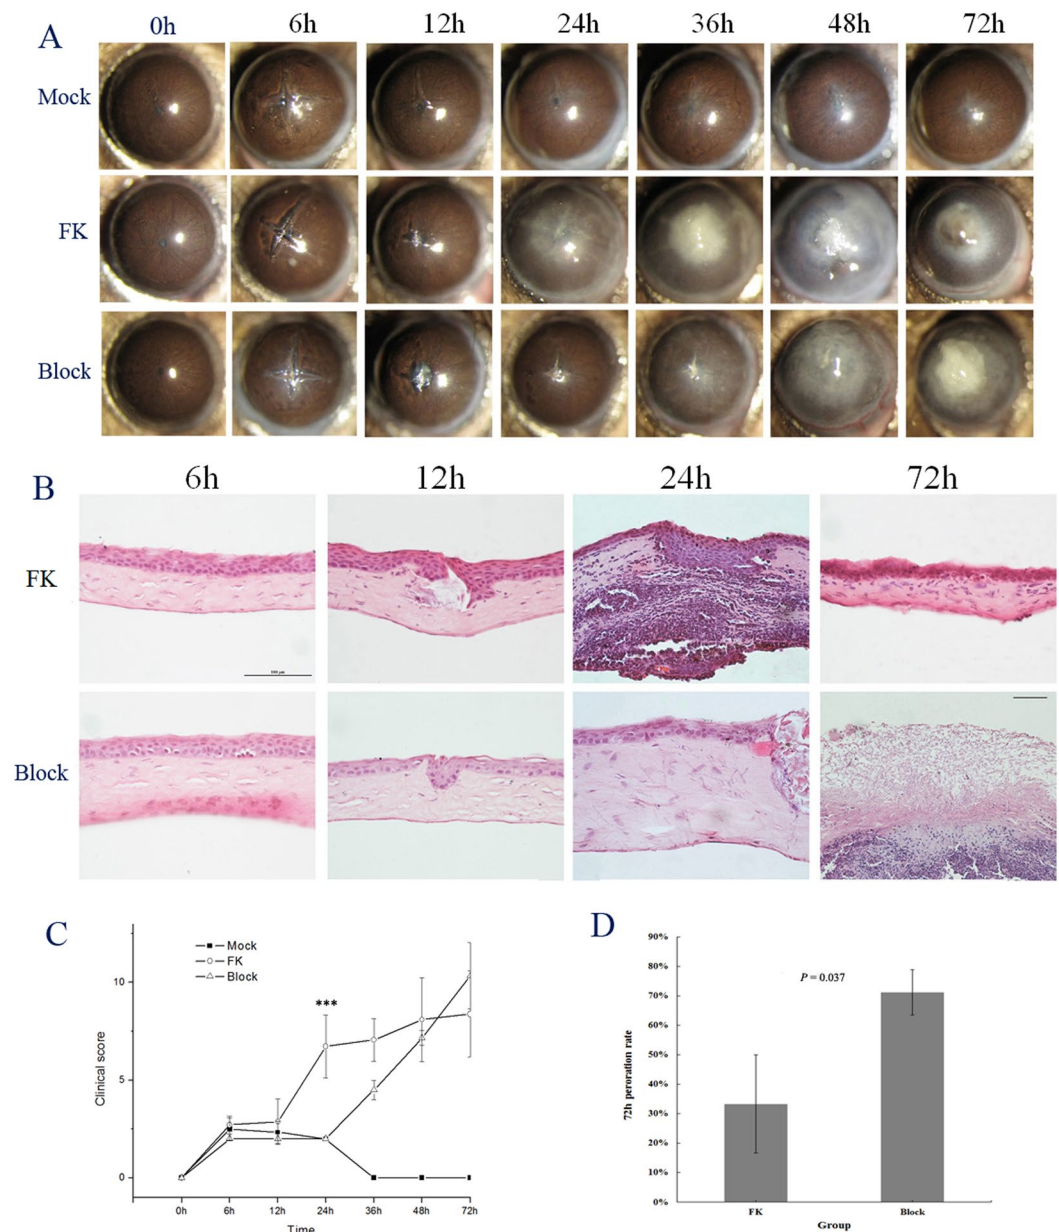 A
0h 6h 12h 24h 36h 48h 72h
Mock
FK
Block
B
6h 12h 24h 72h
FK
100 μm
Block
C
Mock
FK
Block
***
10
5
0
Clinical score
0h 6h 12h 24h 36h 48h 72h
Time
D
90%
80%
70%
60%
50%
40%
30%
20%
10%
0%
P = 0.037
72h peroration rate
FK Block
Group